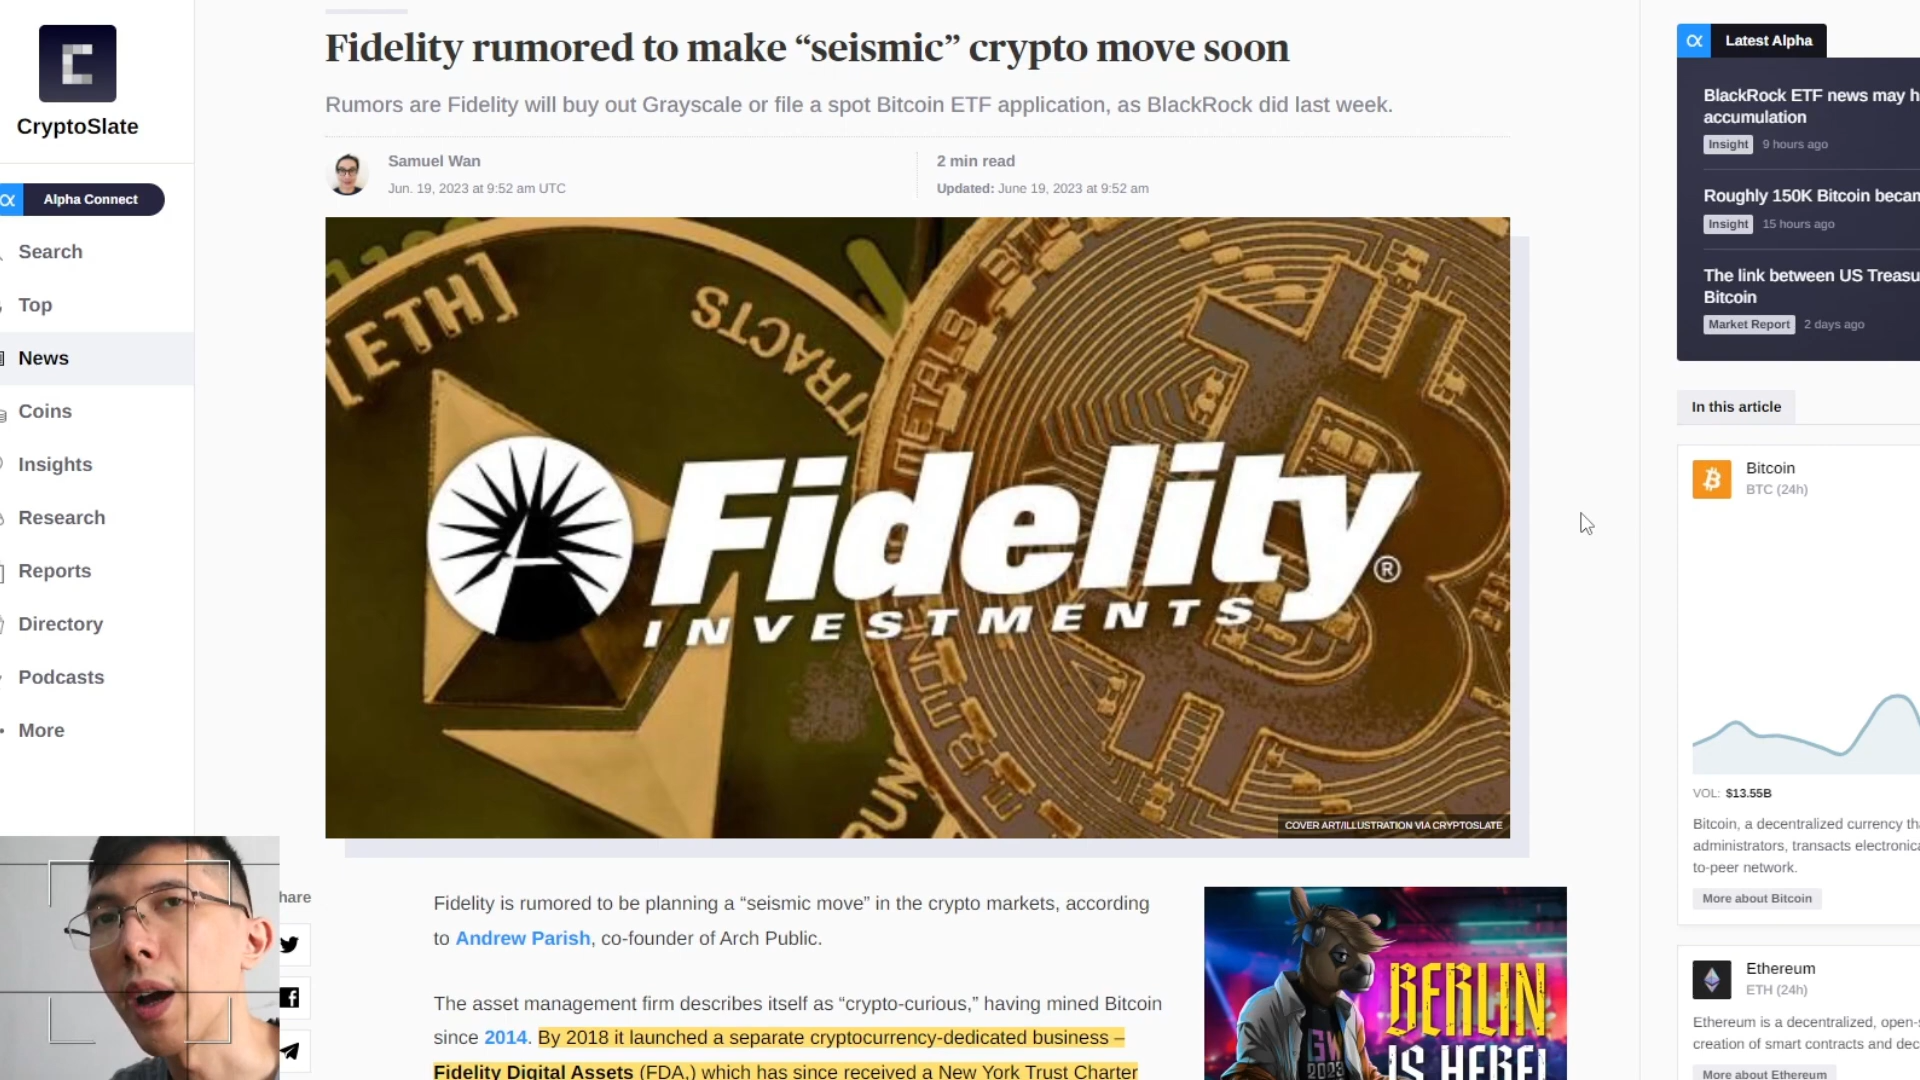 CryptoSlate
Alpha Connect
Search
Top
News
Coins
Insights
Research
Reports
Directory
Podcasts
More
Fidelity rumored to make “seismic” crypto move soon
Rumors are Fidelity will buy out Grayscale or file a spot Bitcoin ETF application, as BlackRock did last week.
Samuel Wan
Jun. 19, 2023 at 9:52 am UTC
2 min read
Updated: June 19, 2023 at 9:52 am
[ETH]
TRACTS
METALS
Fidelity®
INVESTMENTS
COVER ART/ILLUSTRATION VIA CRYPTOSLATE
hare
Fidelity is rumored to be planning a “seismic move” in the crypto markets, according
to Andrew Parish, co-founder of Arch Public.
The asset management firm describes itself as “crypto-curious,” having mined Bitcoin
since 2014. By 2018 it launched a separate cryptocurrency-dedicated business –
Fidelity Digital Assets (FDA,) which has since received a New York Trust Charter
BERLIN
IS HERE!
GW
2023
α Latest Alpha
BlackRock ETF news may h
accumulation
Insight 9 hours ago
Roughly 150K Bitcoin becam
Insight 15 hours ago
The link between US Treasu
Bitcoin
Market Report 2 days ago
In this article
Bitcoin
BTC (24h)
VOL: $13.55B
Bitcoin, a decentralized currency tha
administrators, transacts electronica
to-peer network.
More about Bitcoin
Ethereum
ETH (24h)
Ethereum is a decentralized, open-s
creation of smart contracts and dec
More about Ethereum